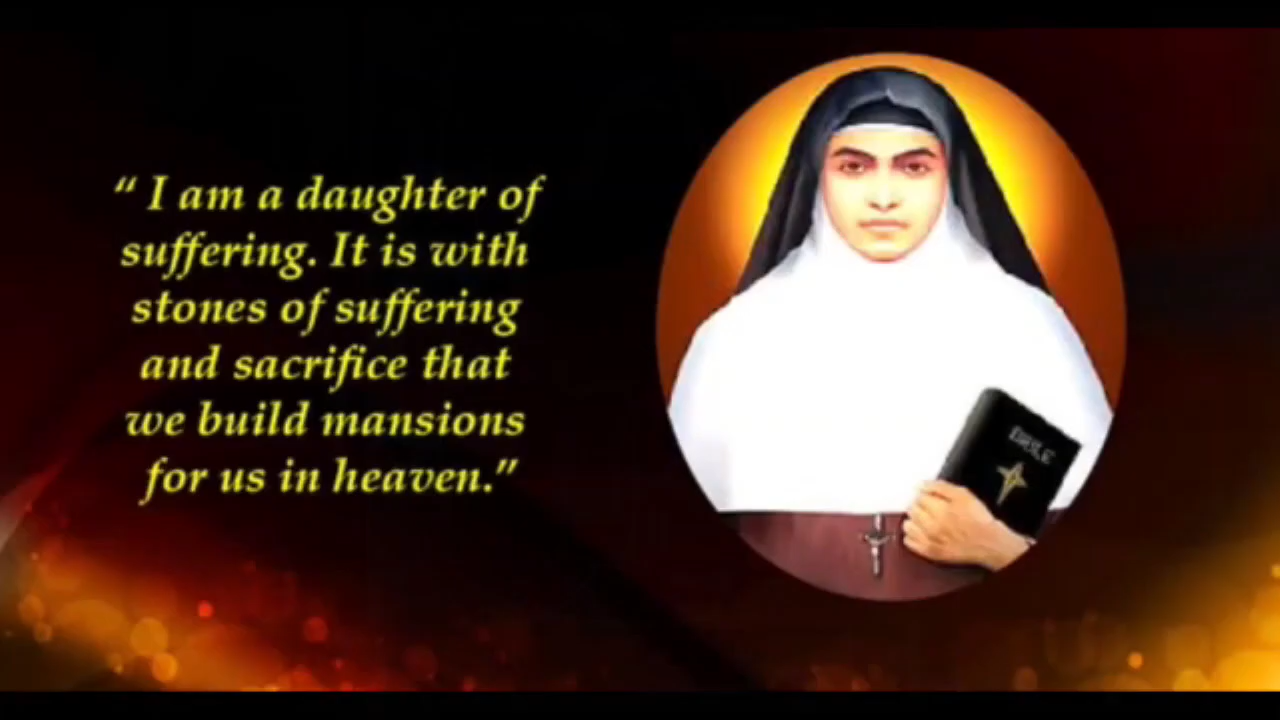 “ I am a daughter of
suffering. It is with
stones of suffering
and sacrifice that
we build mansions
for us in heaven.”
BIBLE